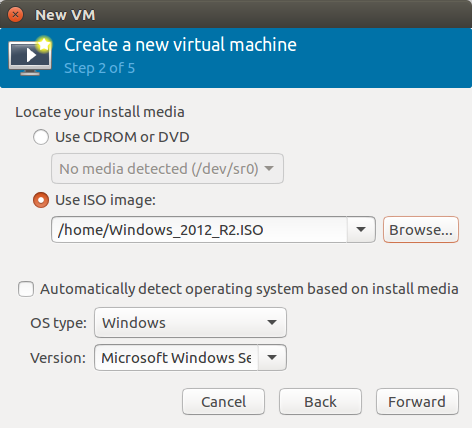 New VM
Create a new virtual machine
Step 2 of 5
Locate your install media
Use CDROM or DVD
No media detected (/dev/sr0)
Use ISO image:
/home/Windows_2012_R2.ISO
Browse...
Automatically detect operating system based on install media
OS type: Windows
Version: Microsoft Windows Se
Cancel Back Forward